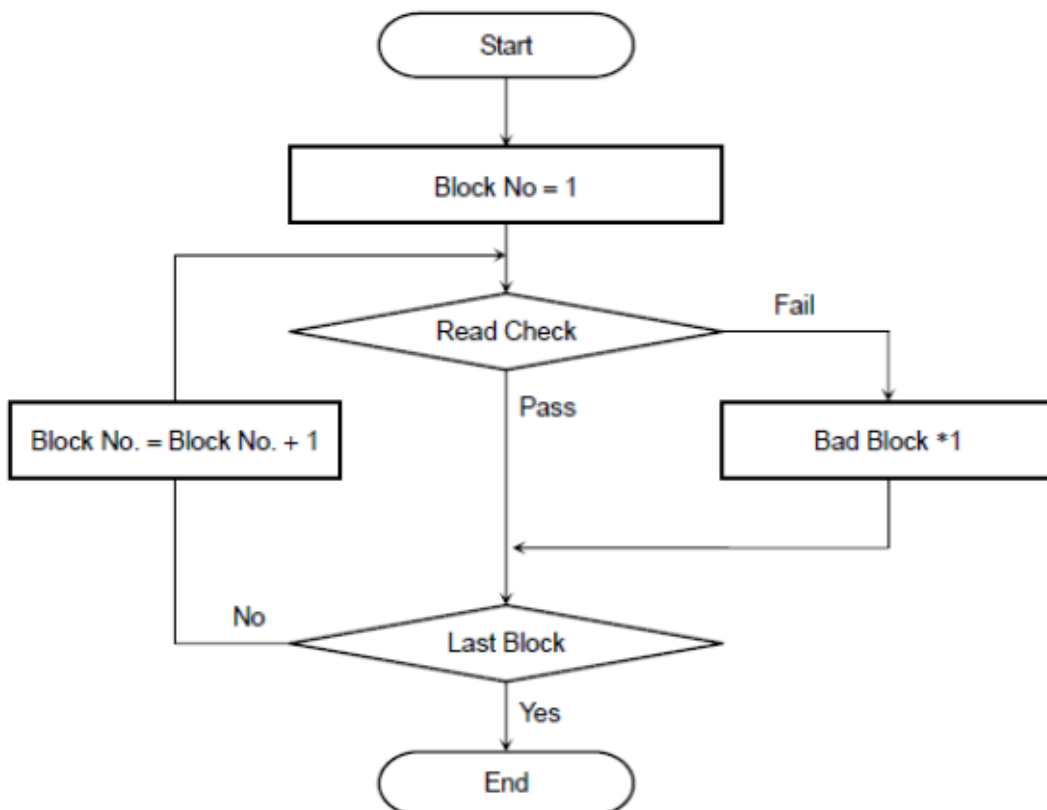 Start
Block No = 1
Read Check
Fail
Pass
Block No. = Block No. + 1
Bad Block *1
No
Last Block
Yes
End